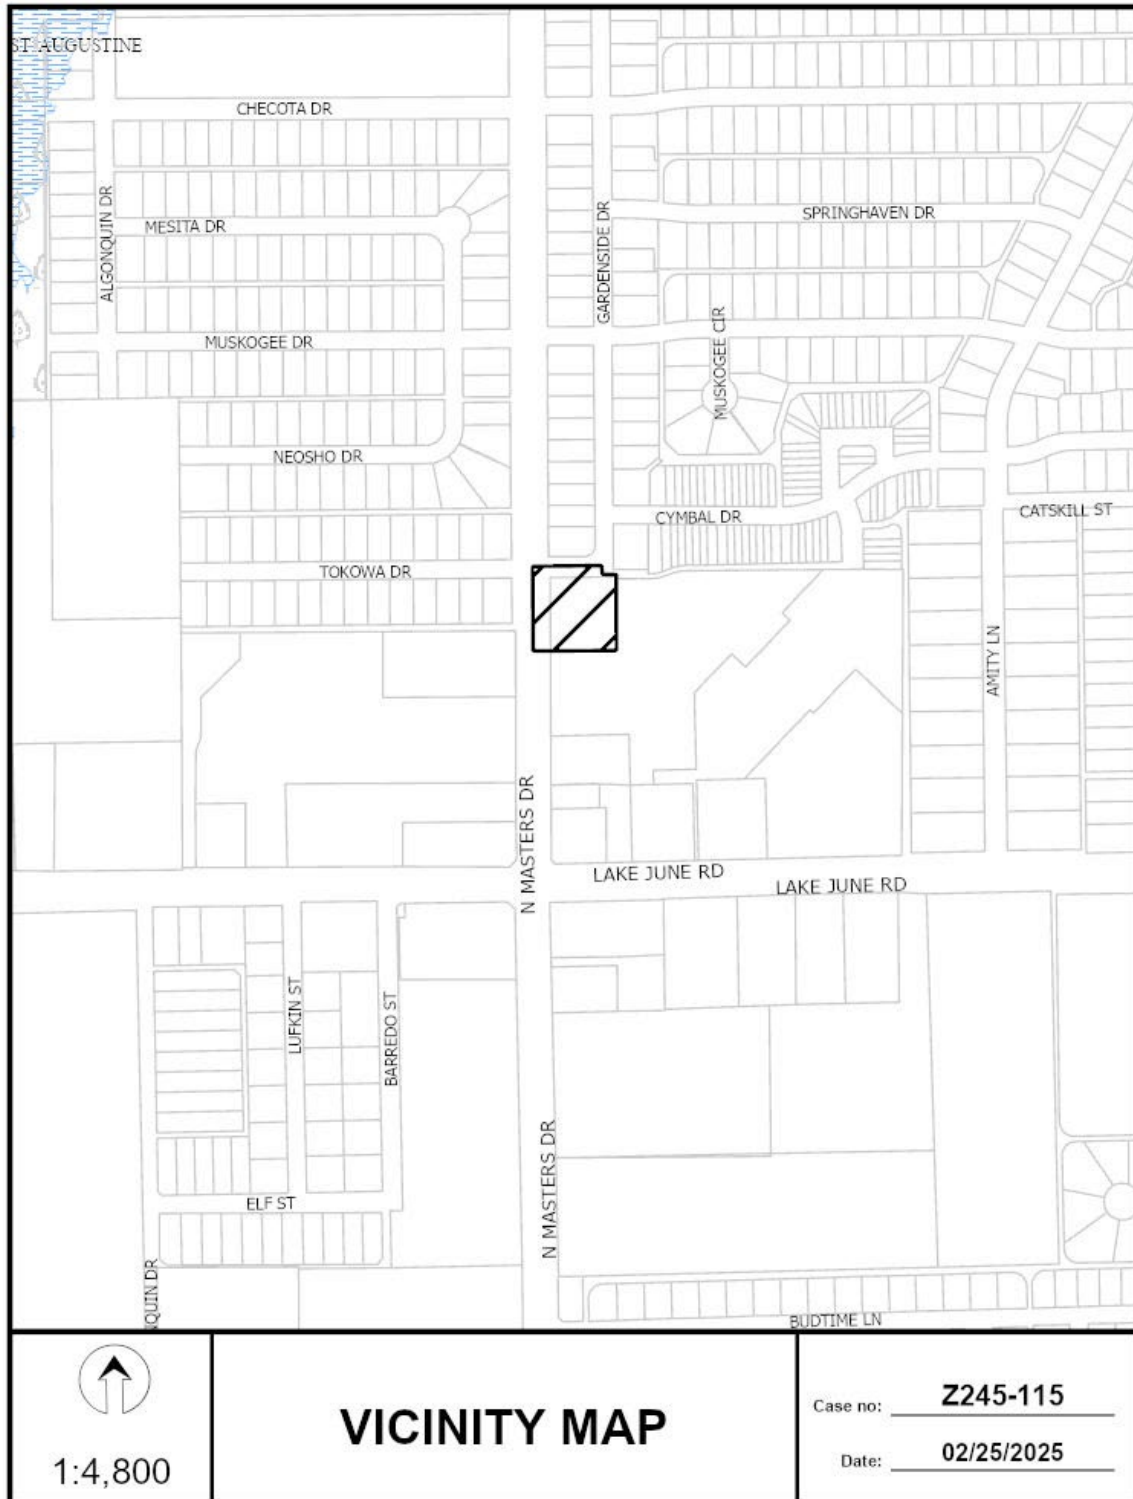 ST. AUGUSTINE
CHECOTA DR
ALGONQUIN DR
MESITA DR
GARDENSIDE DR
SPRINGHAVEN DR
MUSKOGEE DR
MUSKOGEE CIR
NEOSHO DR
CYMBAL DR
CATSKILL ST
TOKOWA DR
AMITY LN
N MASTERS DR
LAKE JUNE RD
LAKE JUNE RD
LUFKIN ST
BARREDO ST
N MASTERS DR
ELF ST
NQUIN DR
BUDTIME LN
1:4,800
VICINITY MAP
Case no: Z245-115
Date: 02/25/2025